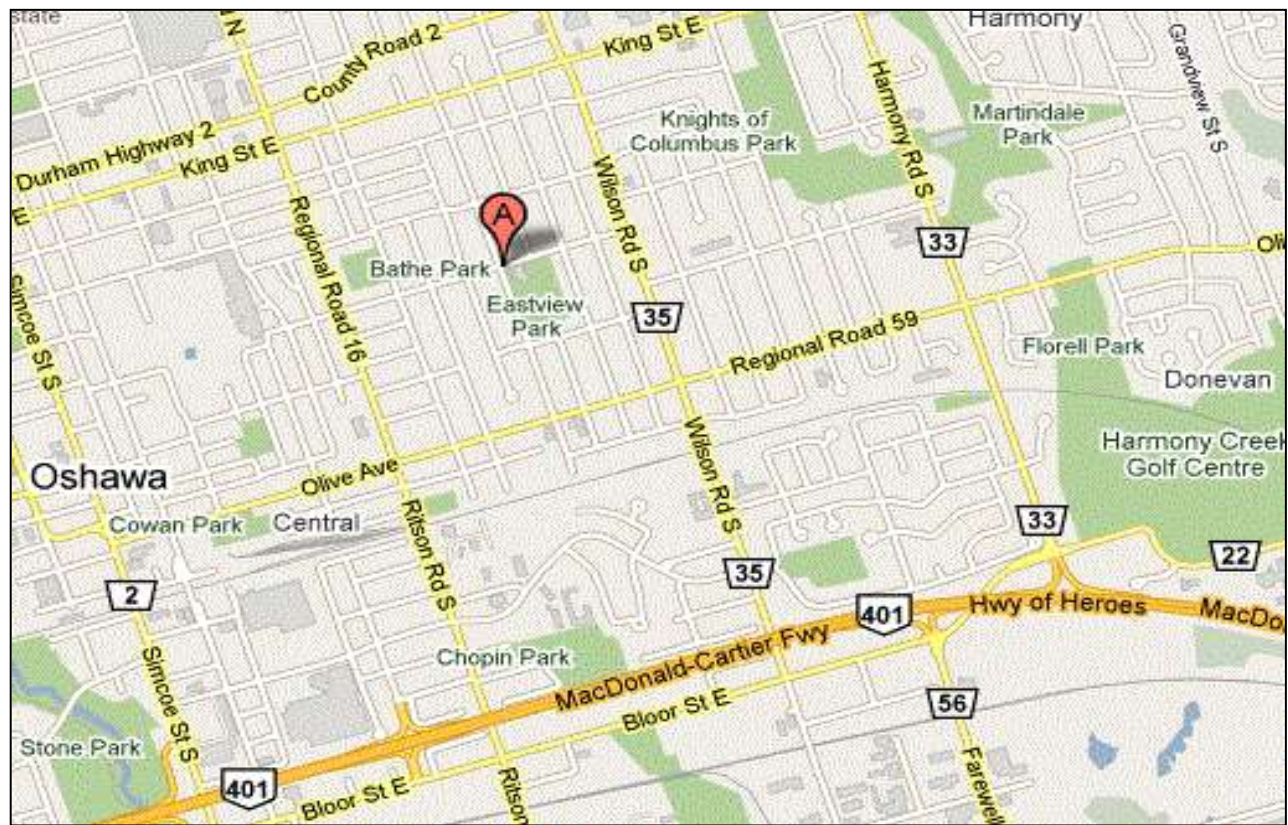 state
N
County Road 2
King St E
Harmony
Grandview St S
Durham Highway 2
King St E
Knights of
Columbus Park
Harmony Rd S
Martindale
Park
E
Regional Road 16
A
Wilson Rd S
33
Bathe Park
Eastview
Park
35
Regional Road 59
Oli
Simcoe St S
Florell Park
Donevan
Harmony Creek
Golf Centre
Oshawa
Olive Ave
Wilson Rd S
Cowan Park
Central
Ritson Rd S
33
22
2
35
401
Hwy of Heroes
MacDon
Chopin Park
MacDonald-Cartier Fwy
Simcoe St S
Bloor St E
56
Stone Park
401
Bloor St E
Ritson
Farewell